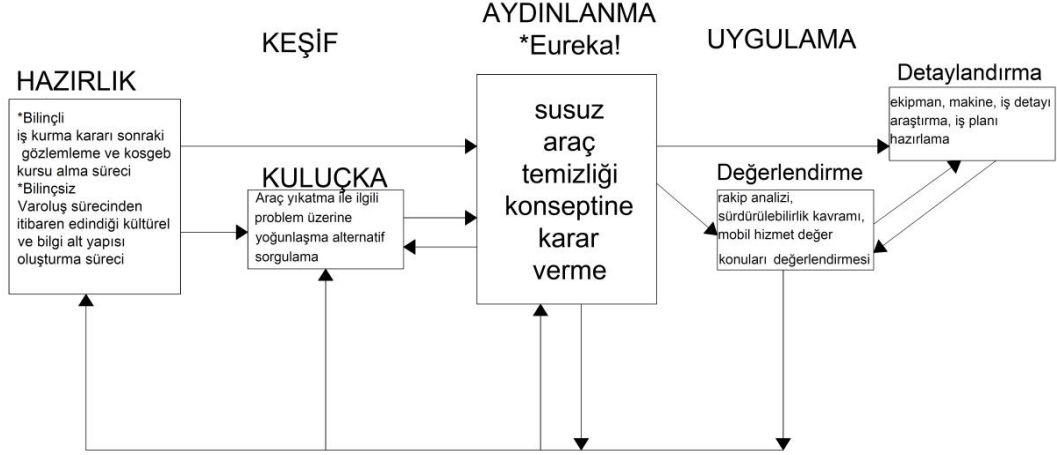 KEŞİF
AYDINLANMA
*Eureka!
UYGULAMA
HAZIRLIK
*Bilinçli
iş kurma kararı sonraki
gözlemleme ve kosgeb
kursu alma süreci
*Bilinçsiz
Varoluş sürecinden
itibaren edindiği kültürel
ve bilgi alt yapısı
oluşturma süreci
KULUÇKA
Araç yıkatma ile ilgili
problem üzerine
yoğunlaşma alternatif
sorgulama
susuz
araç
temizliği
konseptine
karar
verme
Değerlendirme
rakip analizi,
sürdürülebilirlik kavramı,
mobil hizmet değer
konuları değerlendirmesi
Detaylandırma
ekipman, makine, iş detayı
araştırma, iş planı
hazırlama